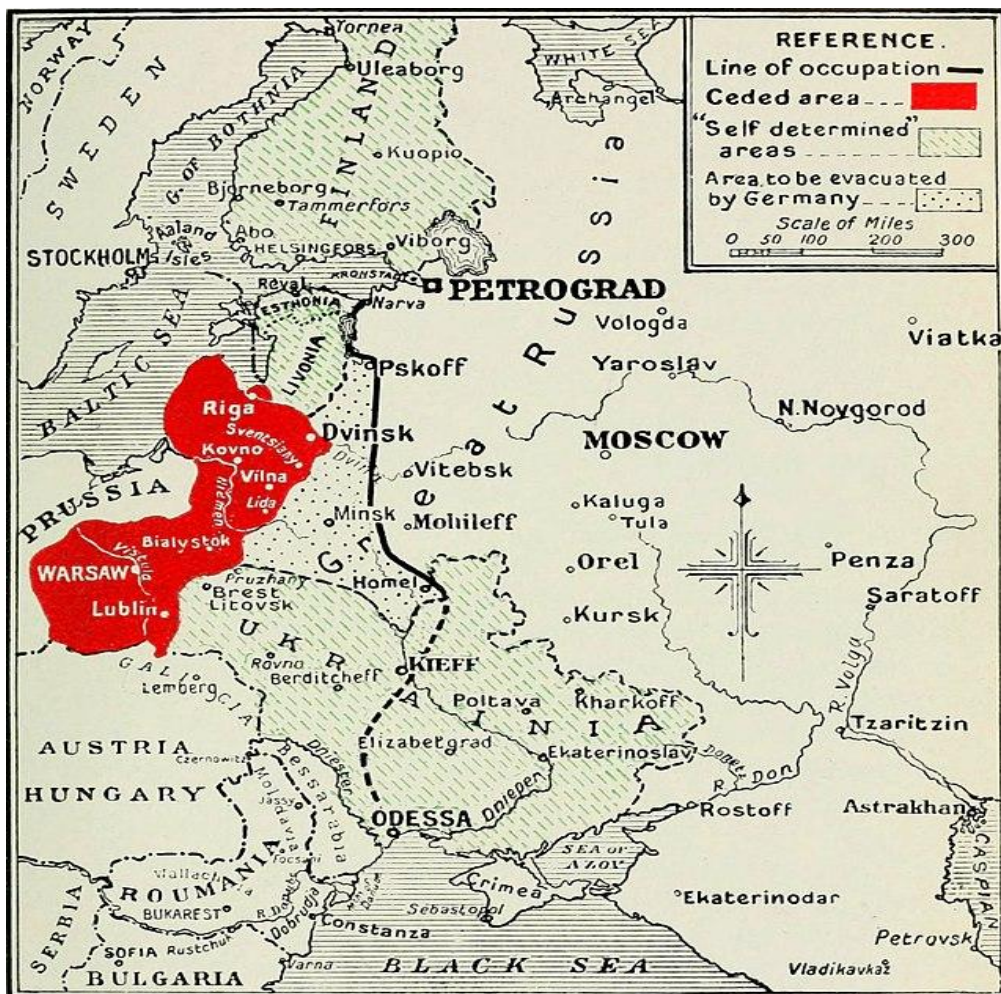 REFERENCE.
Line of occupation
Ceded area
"Self determined"
areas
Area to be evacuated
by Germany
Scale of Miles
0 50 100 200 300
NORWAY
SWEDEN
G. OF BOTHNIA
Tornea
Uleaborg
FINLAND
Kuopio
Bjorneborg
Tammerfors
Abo
HELSINGFORS
Viborg
Aaland
Isles
STOCKHOLM
WHITE SEA
Archangel
Great Russia
KRONSTADT
PETROGRAD
Reval
ESTHONIA
Narva
LIVONIA
Pskoff
Vologda
Viatka
Yaroslav
N. Novgorod
BALTIC SEA
Riga
Dvinsk
Sventsiany
Dvina
Kovno
Vilna
Niemen
Lida
Vitebsk
MOSCOW
Kaluga
Tula
PRUSSIA
Minsk
Mohileff
Bialystok
Vistula
WARSAW
Lublin
Orel
Penza
Saratoff
Homel
Pruzhany
Brest
Litovsk
Kursk
UKRAINIA
GALICIA
Lemberg
Rovno
Berditcheff
KIEFF
Poltava
Kharkoff
R. Volga
Tzaritzin
AUSTRIA
HUNGARY
Czernowitz
Dniester
Bessarabia
Moldavia
Jassy
Elizabetgrad
Ekaterinoslav
Donetz
R. Don
Dnieper
ODESSA
Rostoff
Astrakhan
CASPIAN
SEA OF
AZOV
Focsani
Wallachia
ROUMANIA
BUKAREST
R. Danube
Dobrudja
Constanza
Crimea
Sebastopol
Ekaterinodar
SERBIA
SOFIA
Rustchuk
BULGARIA
Varna
BLACK SEA
Petrovsk
Vladikavkaz